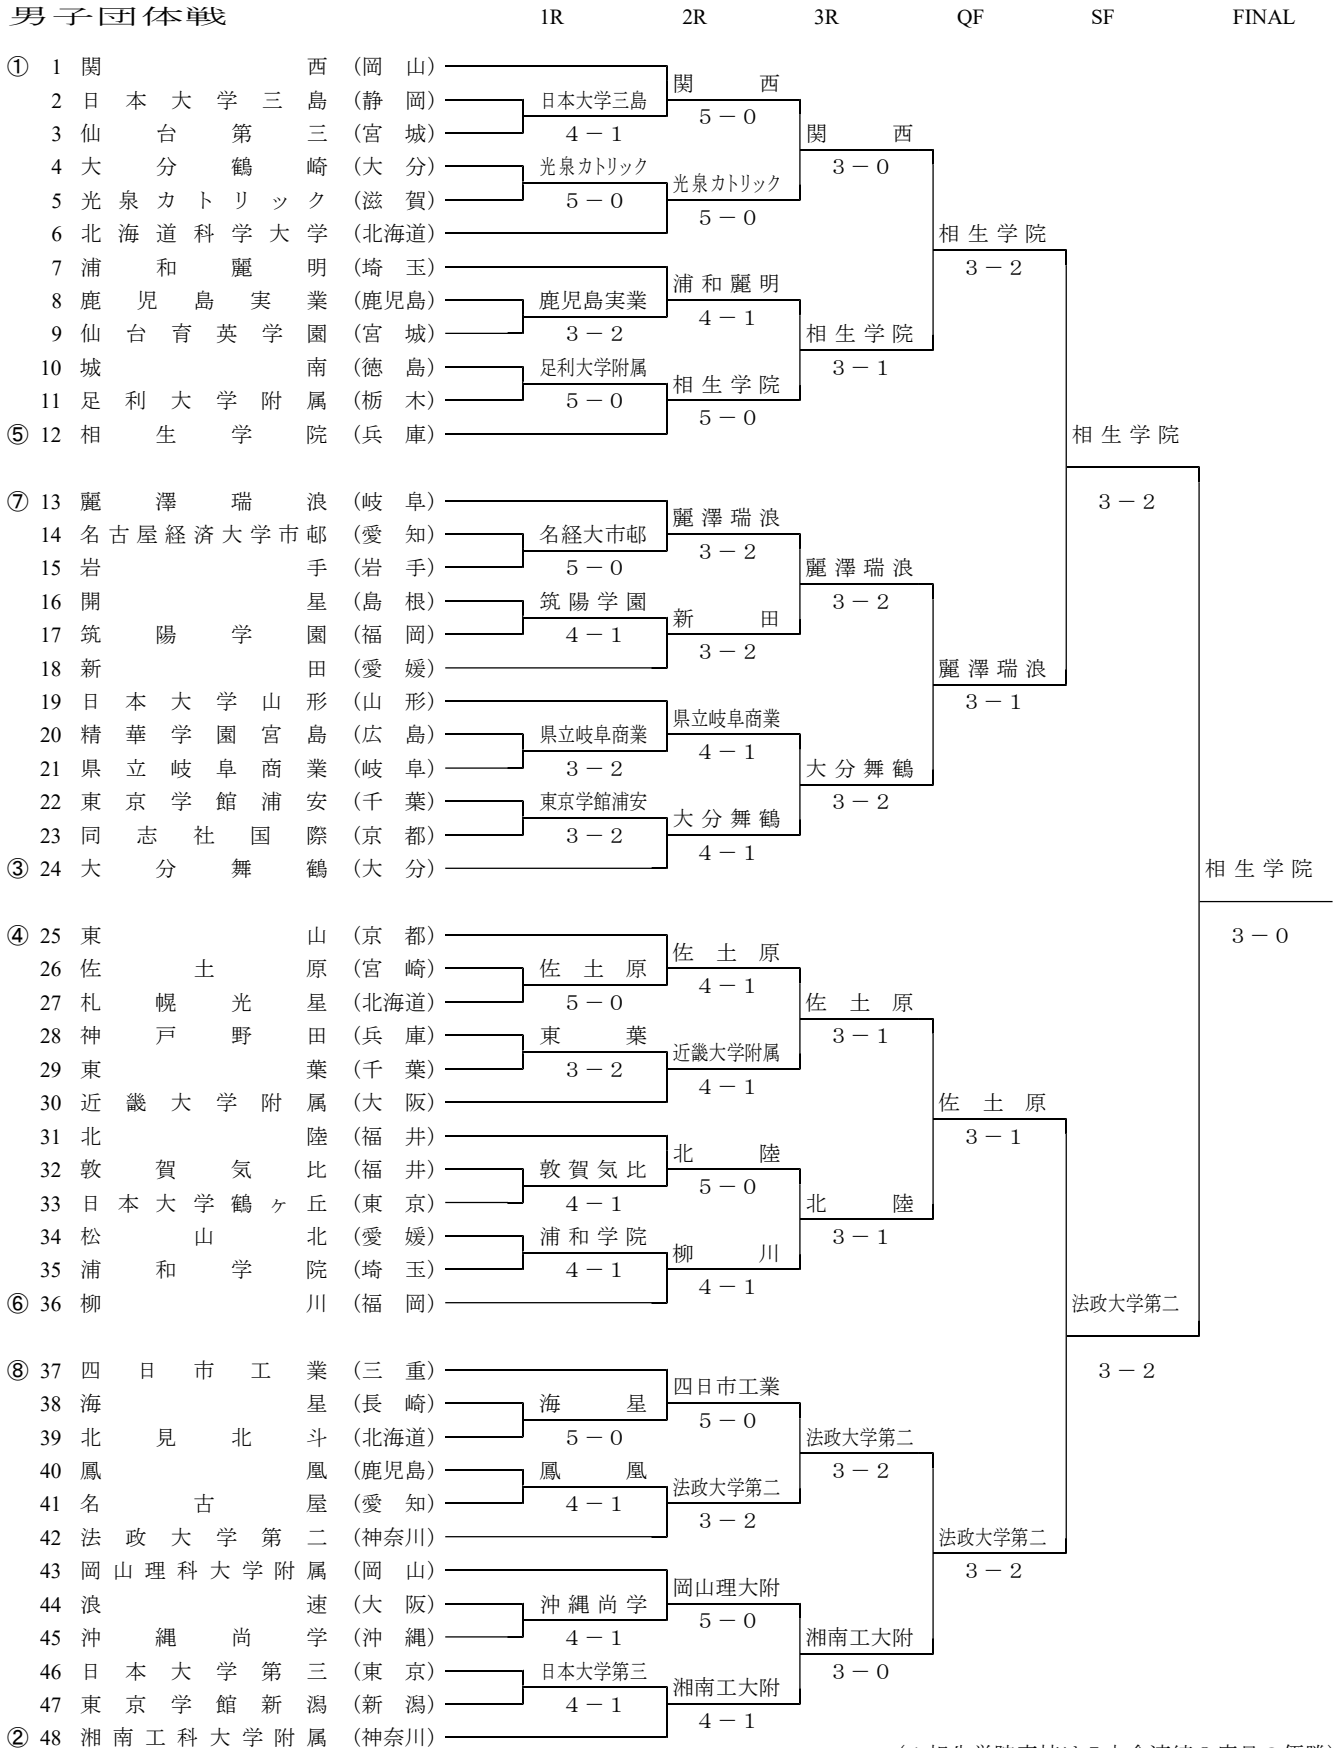 男子団体戦 1R 2R 3R QF SF FINAL
① 1 関西 (岡山)
関西
2 日本大学三島 (静岡) 日本大学三島
5－0
3 仙台第三 (宮城) 4－1 関西
4 大分鶴崎 (大分) 光泉カトリック 3－0
光泉カトリック
5 光泉カトリック (滋賀) 5－0
5－0
6 北海道科学大学 (北海道) 相生学院
7 浦和麗明 (埼玉) 3－2
浦和麗明
8 鹿児島実業 (鹿児島) 鹿児島実業
4－1
9 仙台育英学園 (宮城) 3－2 相生学院
10 城南 (徳島) 足利大学附属 3－1
相生学院
11 足利大学附属 (栃木) 5－0
5－0
⑤ 12 相生学院 (兵庫) 相生学院
⑦ 13 麗澤瑞浪 (岐阜) 3－2
麗澤瑞浪
14 名古屋経済大学市邨 (愛知) 名経大市邨
3－2
15 岩手 (岩手) 5－0 麗澤瑞浪
16 開星 (島根) 筑陽学園 3－2
新田
17 筑陽学園 (福岡) 4－1
3－2
18 新田 (愛媛) 麗澤瑞浪
19 日本大学山形 (山形) 3－1
県立岐阜商業
20 精華学園宮島 (広島) 県立岐阜商業
4－1
21 県立岐阜商業 (岐阜) 3－2 大分舞鶴
22 東京学館浦安 (千葉) 東京学館浦安 3－2
大分舞鶴
23 同志社国際 (京都) 3－2
4－1
③ 24 大分舞鶴 (大分) 相生学院
④ 25 東山 (京都) 3－0
佐土原
26 佐土原 (宮崎) 佐土原
4－1
27 札幌光星 (北海道) 5－0 佐土原
28 神戸野田 (兵庫) 東葉 3－1
近畿大学附属
29 東葉 (千葉) 3－2
4－1
30 近畿大学附属 (大阪) 佐土原
31 北陸 (福井) 3－1
北陸
32 敦賀気比 (福井) 敦賀気比
5－0
33 日本大学鶴ヶ丘 (東京) 4－1 北陸
34 松山北 (愛媛) 浦和学院 3－1
柳川
35 浦和学院 (埼玉) 4－1
4－1
⑥ 36 柳川 (福岡) 法政大学第二
⑧ 37 四日市工業 (三重) 3－2
四日市工業
38 海星 (長崎) 海星
5－0
39 北見北斗 (北海道) 5－0 法政大学第二
40 鳳凰 (鹿児島) 鳳凰 3－2
法政大学第二
41 名古屋 (愛知) 4－1
3－2
42 法政大学第二 (神奈川) 法政大学第二
43 岡山理科大学附属 (岡山) 3－2
岡山理大附
44 浪速 (大阪) 沖縄尚学
5－0
45 沖縄尚学 (沖縄) 4－1 湘南工大附
46 日本大学第三 (東京) 日本大学第三 3－0
湘南工大附
47 東京学館新潟 (新潟) 4－1
4－1
② 48 湘南工科大学附属 (神奈川)